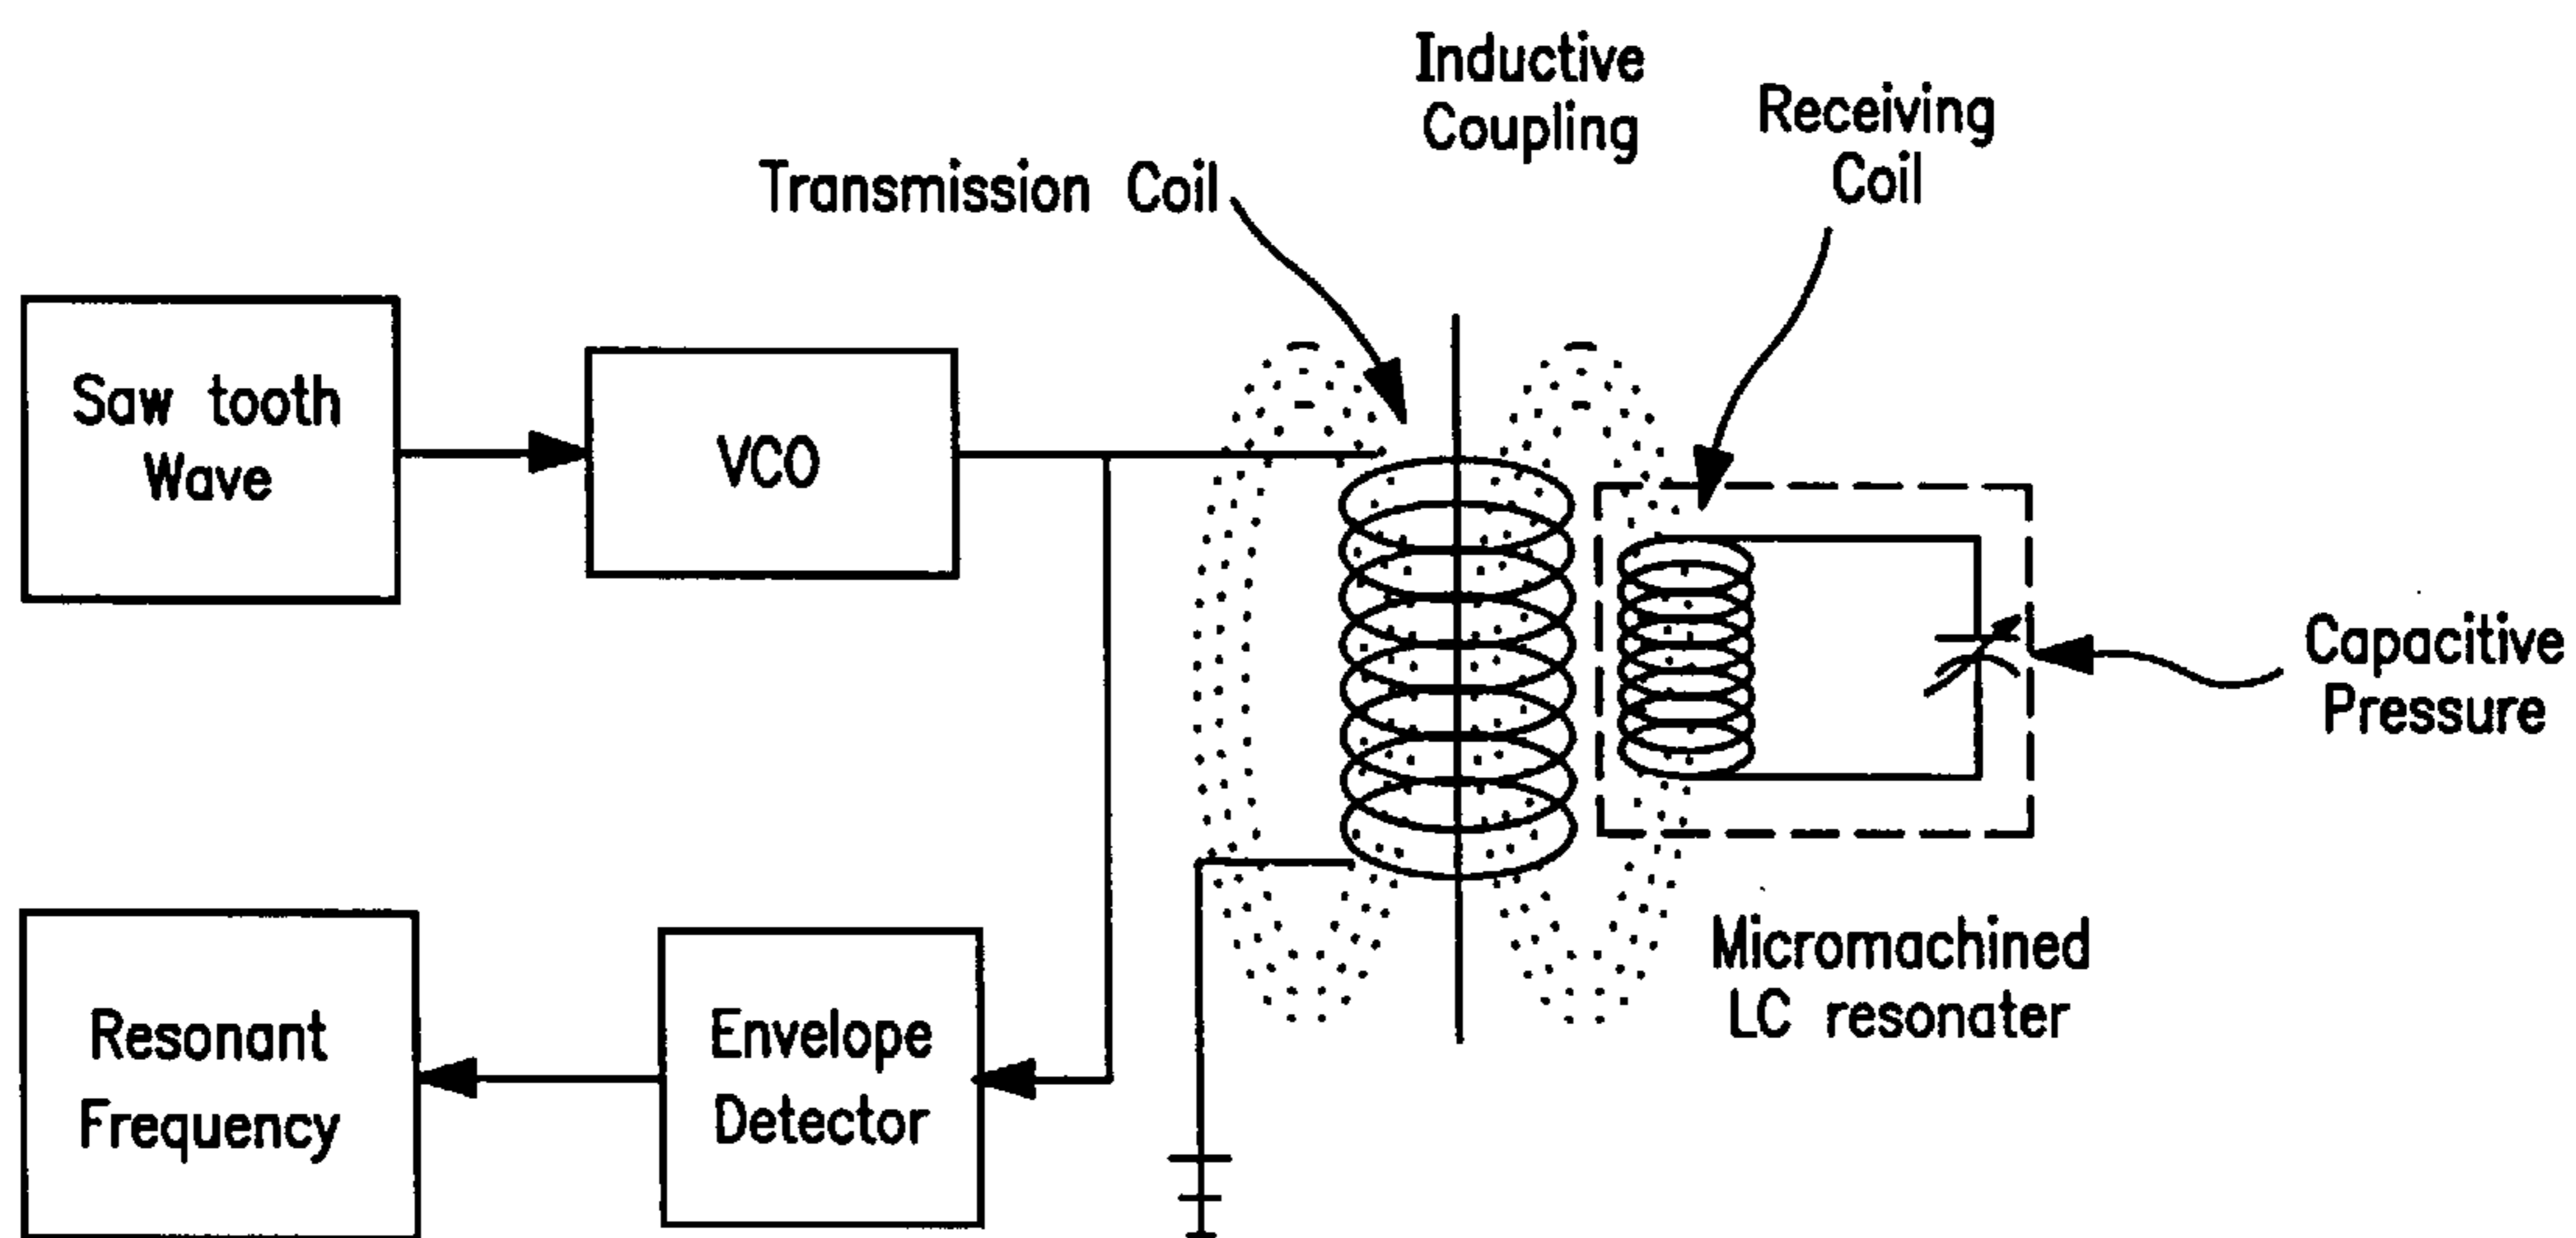 Inductive
Coupling
Receiving
Coil
Transmission Coil
Saw tooth
Wave
VCO
Capacitive
Pressure
Micromachined
LC resonater
Resonant
Frequency
Envelope
Detector